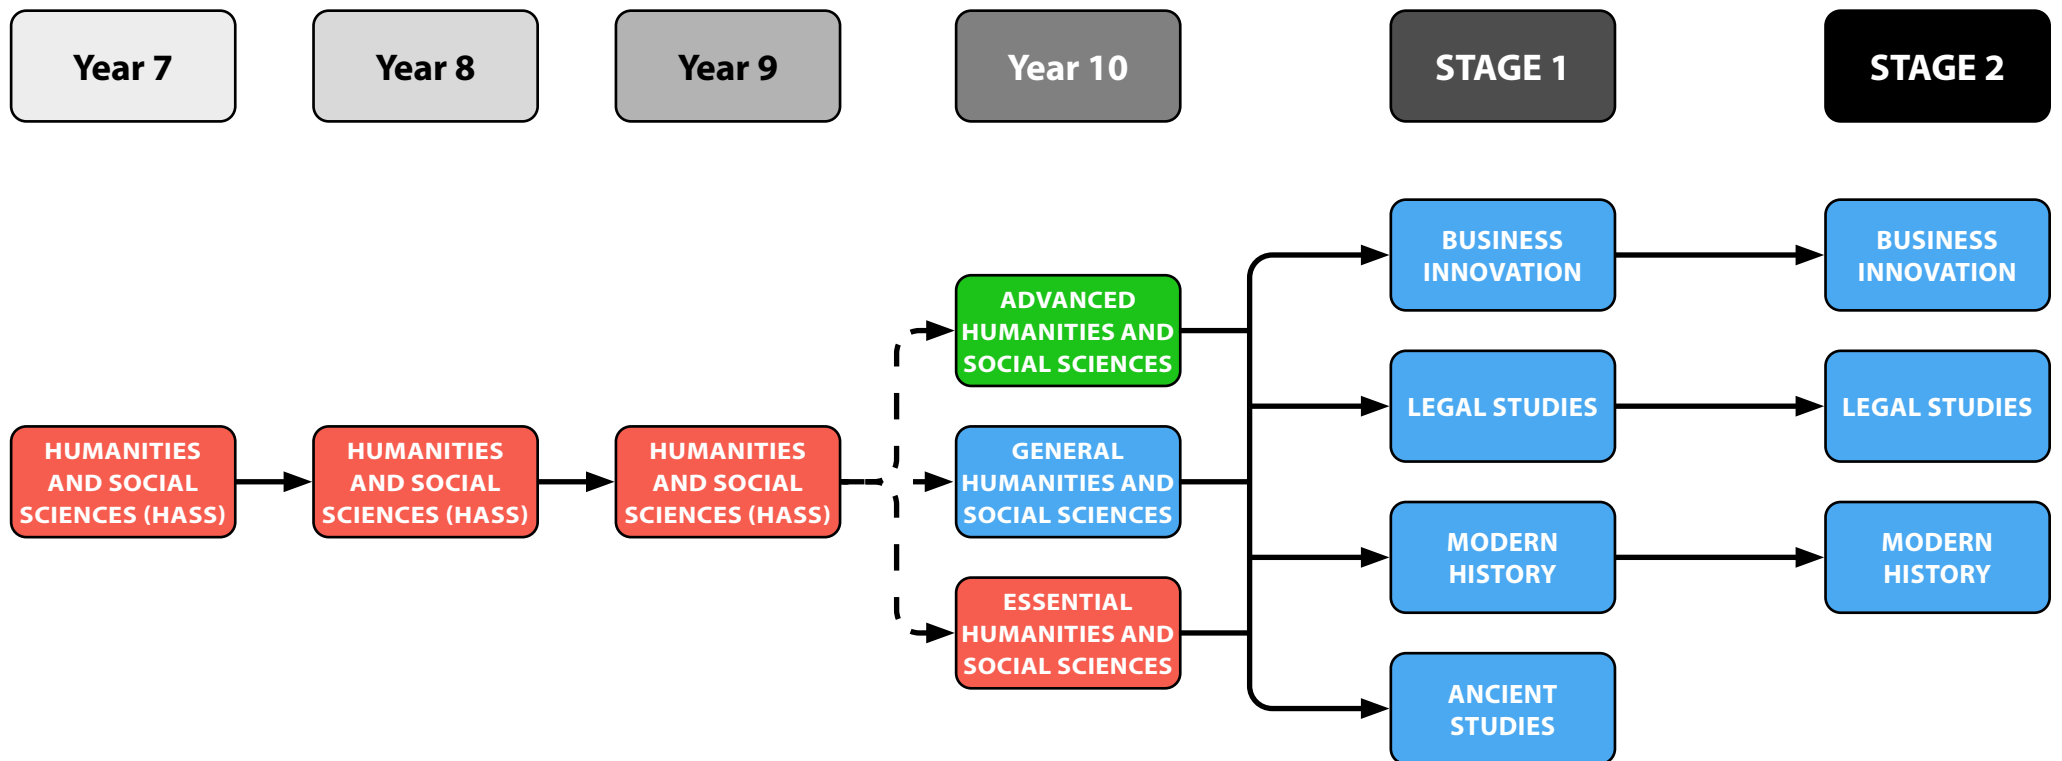 Year 7
Year 8
Year 9
Year 10
STAGE 1
STAGE 2
HUMANITIES
AND SOCIAL
SCIENCES (HASS)
HUMANITIES
AND SOCIAL
SCIENCES (HASS)
HUMANITIES
AND SOCIAL
SCIENCES (HASS)
ADVANCED
HUMANITIES AND
SOCIAL SCIENCES
GENERAL
HUMANITIES AND
SOCIAL SCIENCES
ESSENTIAL
HUMANITIES AND
SOCIAL SCIENCES
BUSINESS
INNOVATION
LEGAL STUDIES
MODERN
HISTORY
ANCIENT
STUDIES
BUSINESS
INNOVATION
LEGAL STUDIES
MODERN
HISTORY